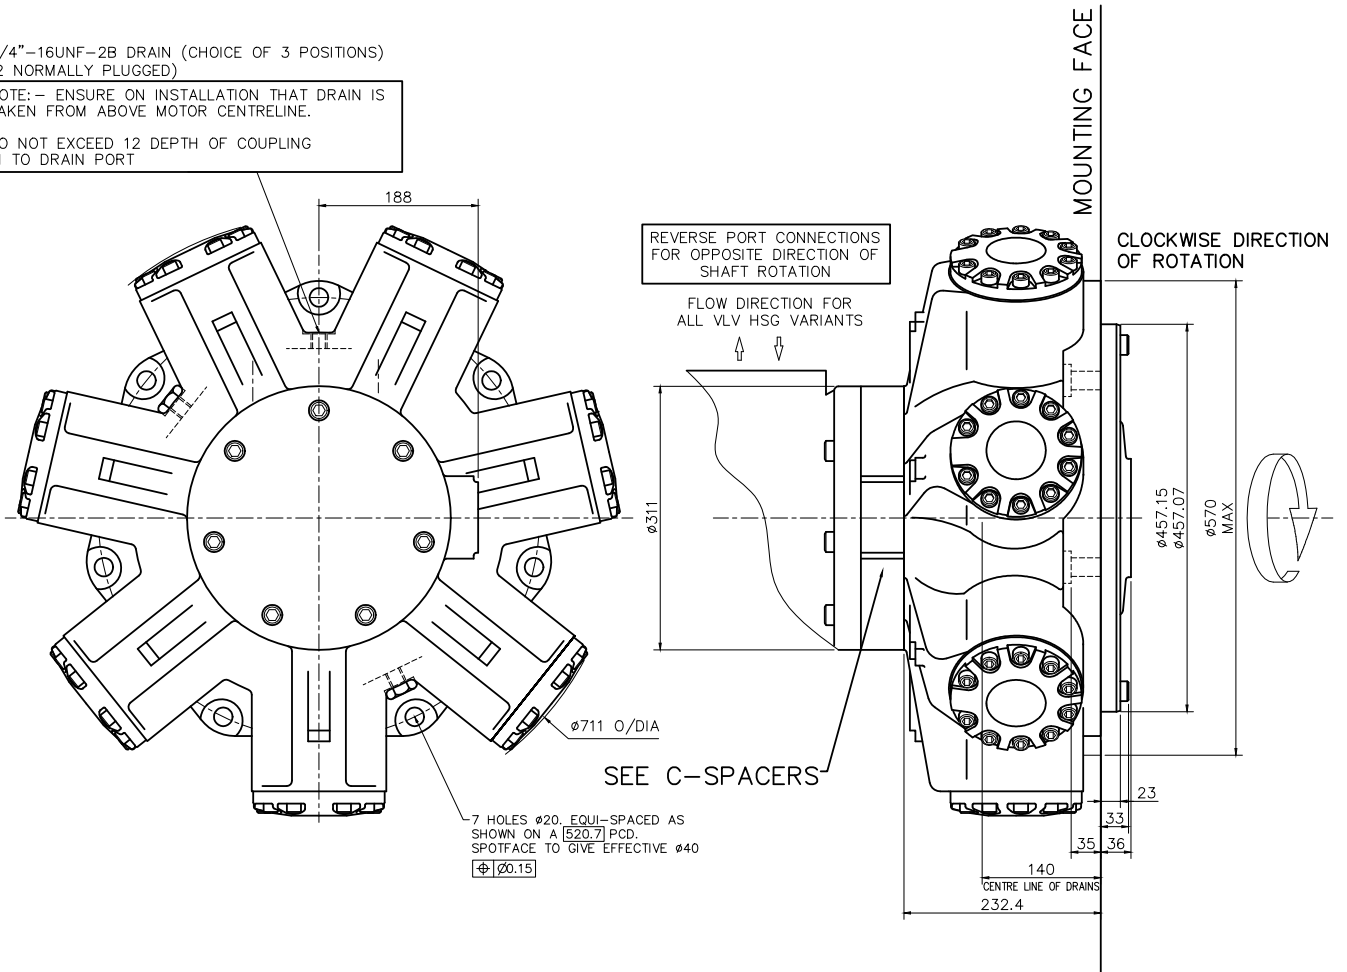 /4"-16UNF-2B DRAIN (CHOICE OF 3 POSITIONS)
2 NORMALLY PLUGGED)
OTE:- ENSURE ON INSTALLATION THAT DRAIN IS
AKEN FROM ABOVE MOTOR CENTRELINE.
O NOT EXCEED 12 DEPTH OF COUPLING
TO DRAIN PORT
188
MOUNTING FACE
REVERSE PORT CONNECTIONS
FOR OPPOSITE DIRECTION OF
SHAFT ROTATION
CLOCKWISE DIRECTION
OF ROTATION
FLOW DIRECTION FOR
ALL VLV HSG VARIANTS
ø311
ø457.15
ø457.07
ø570
MAX
ø711 O/DIA
SEE C-SPACERS
7 HOLES ø20. EQUI-SPACED AS
SHOWN ON A 520.7 PCD.
SPOTFACE TO GIVE EFFECTIVE ø40
⌖ Ø0.15
23
33
35 36
140
CENTRE LINE OF DRAINS
232.4